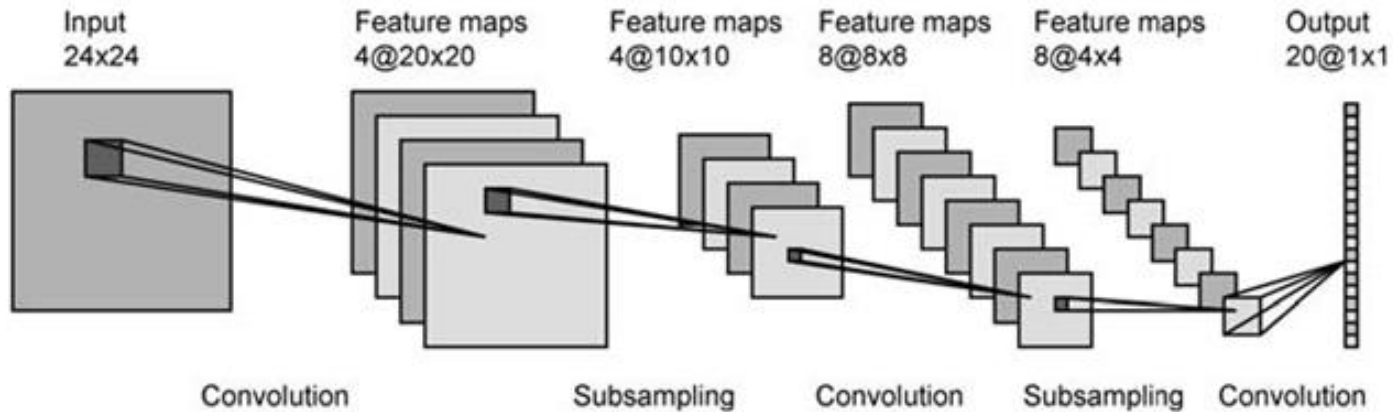 Input
24x24
Feature maps
4@20x20
Feature maps
4@10x10
Feature maps
8@8x8
Feature maps
8@4x4
Output
20@1x1
Convolution
Subsampling
Convolution
Subsampling
Convolution